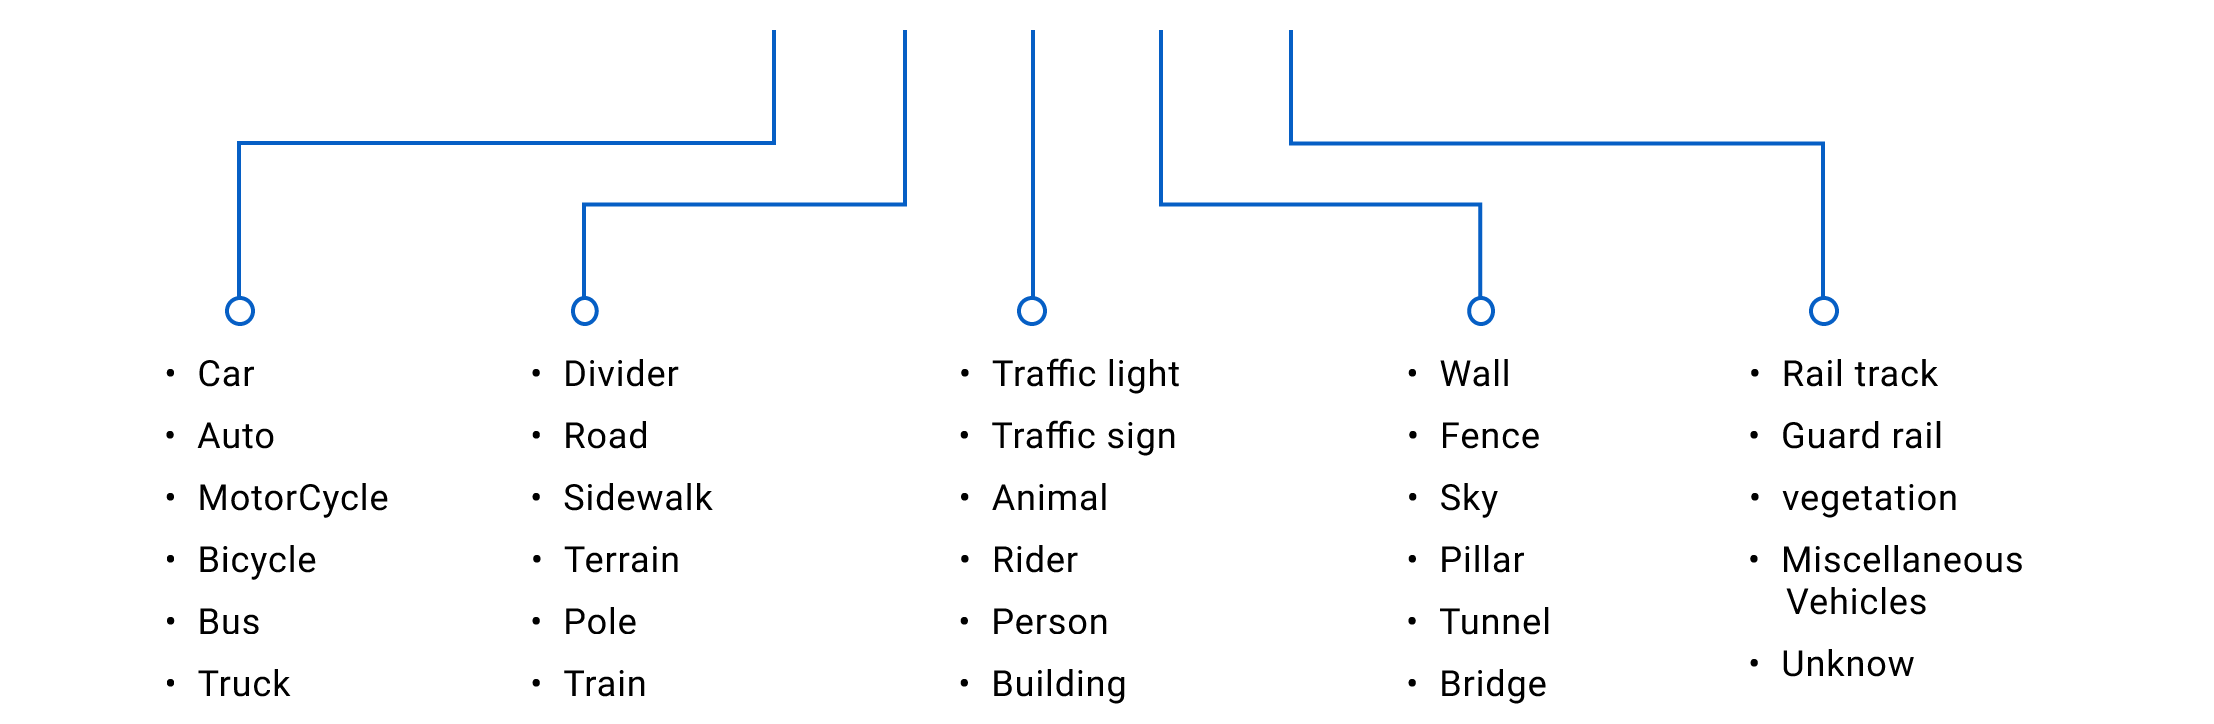 • Car
• Auto
• MotorCycle
• Bicycle
• Bus
• Truck
• Divider
• Road
• Sidewalk
• Terrain
• Pole
• Train
• Traffic light
• Traffic sign
• Animal
• Rider
• Person
• Building
• Wall
• Fence
• Sky
• Pillar
• Tunnel
• Bridge
• Rail track
• Guard rail
• vegetation
• Miscellaneous
Vehicles
• Unknow